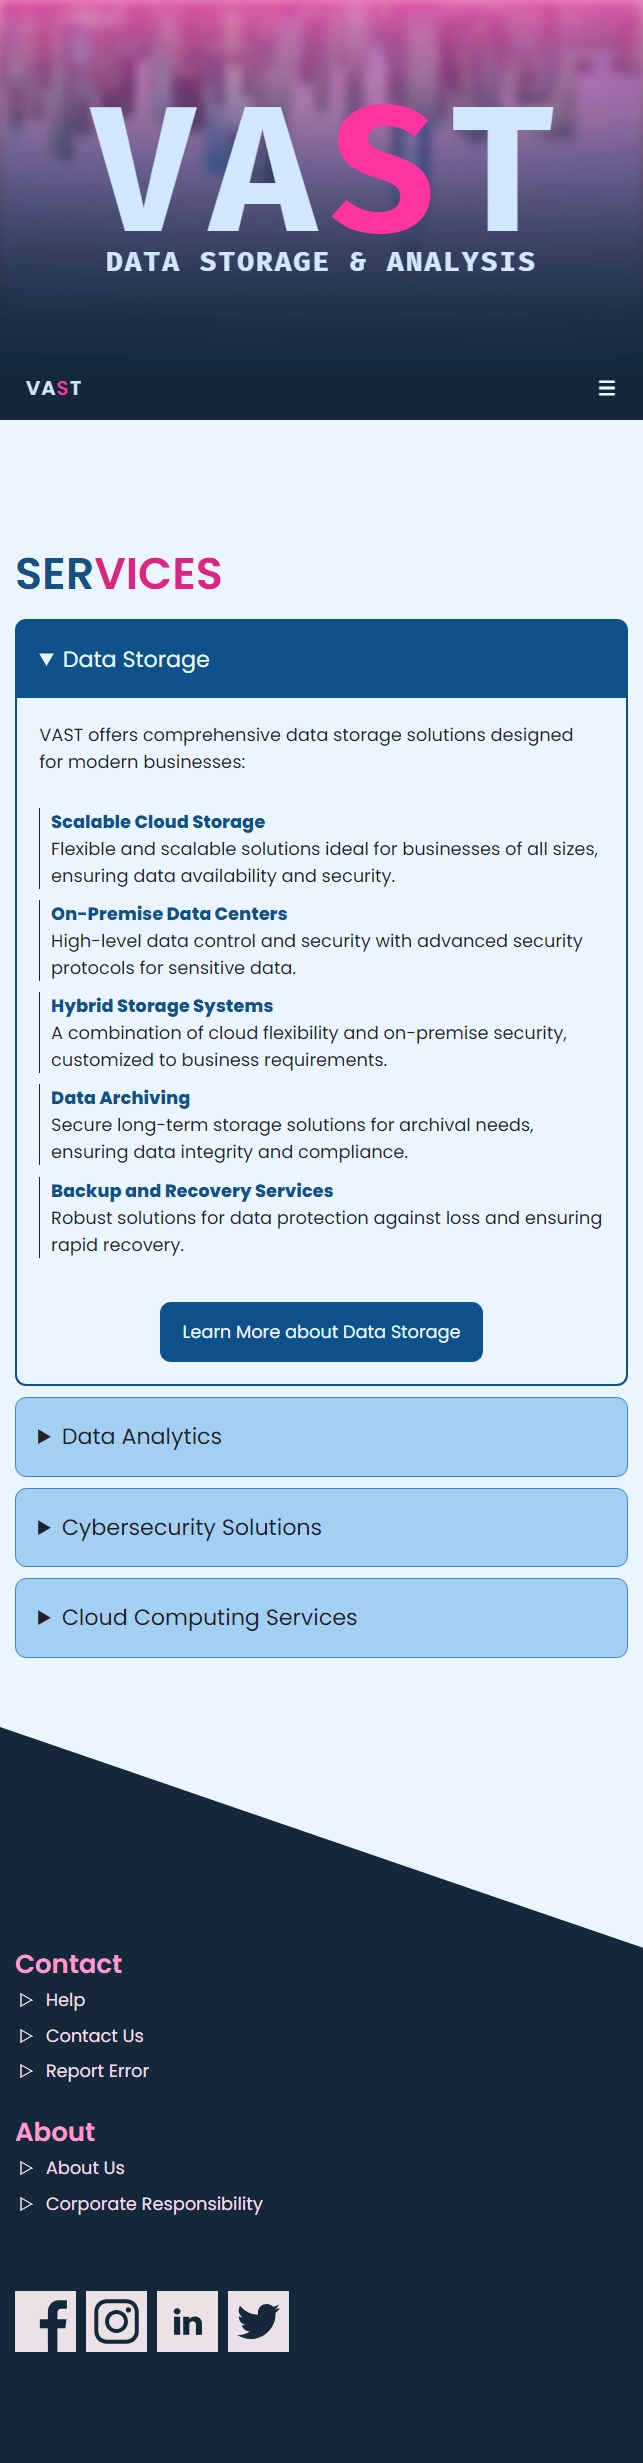 VAST
DATA STORAGE & ANALYSIS
VAST
SERVICES
Data Storage
VAST offers comprehensive data storage solutions designed
for modern businesses:
Scalable Cloud Storage
Flexible and scalable solutions ideal for businesses of all sizes,
ensuring data availability and security.
On-Premise Data Centers
High-level data control and security with advanced security
protocols for sensitive data.
Hybrid Storage Systems
A combination of cloud flexibility and on-premise security,
customized to business requirements.
Data Archiving
Secure long-term storage solutions for archival needs,
ensuring data integrity and compliance.
Backup and Recovery Services
Robust solutions for data protection against loss and ensuring
rapid recovery.
Learn More about Data Storage
Data Analytics
Cybersecurity Solutions
Cloud Computing Services
Contact
Help
Contact Us
Report Error
About
About Us
Corporate Responsibility